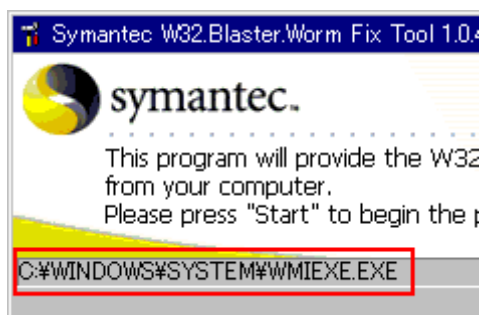 Symantec W32.Blaster.Worm Fix Tool 1.0.4
symantec.
This program will provide the W32
from your computer.
Please press "Start" to begin the
C:¥WINDOWS¥SYSTEM¥WMIEXE.EXE